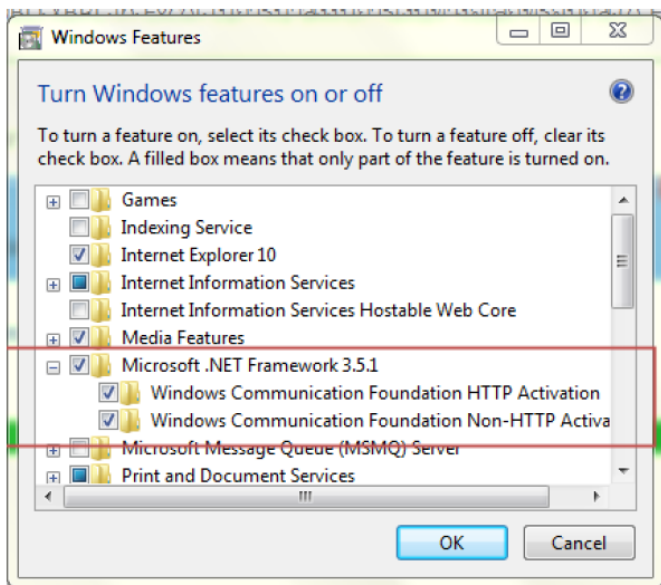 Windows Features
Turn Windows features on or off
To turn a feature on, select its check box. To turn a feature off, clear its
check box. A filled box means that only part of the feature is turned on.
Games
Indexing Service
Internet Explorer 10
Internet Information Services
Internet Information Services Hostable Web Core
Media Features
Microsoft .NET Framework 3.5.1
Windows Communication Foundation HTTP Activation
Windows Communication Foundation Non-HTTP Activa
Microsoft Message Queue (MSMQ) Server
Print and Document Services
OK Cancel